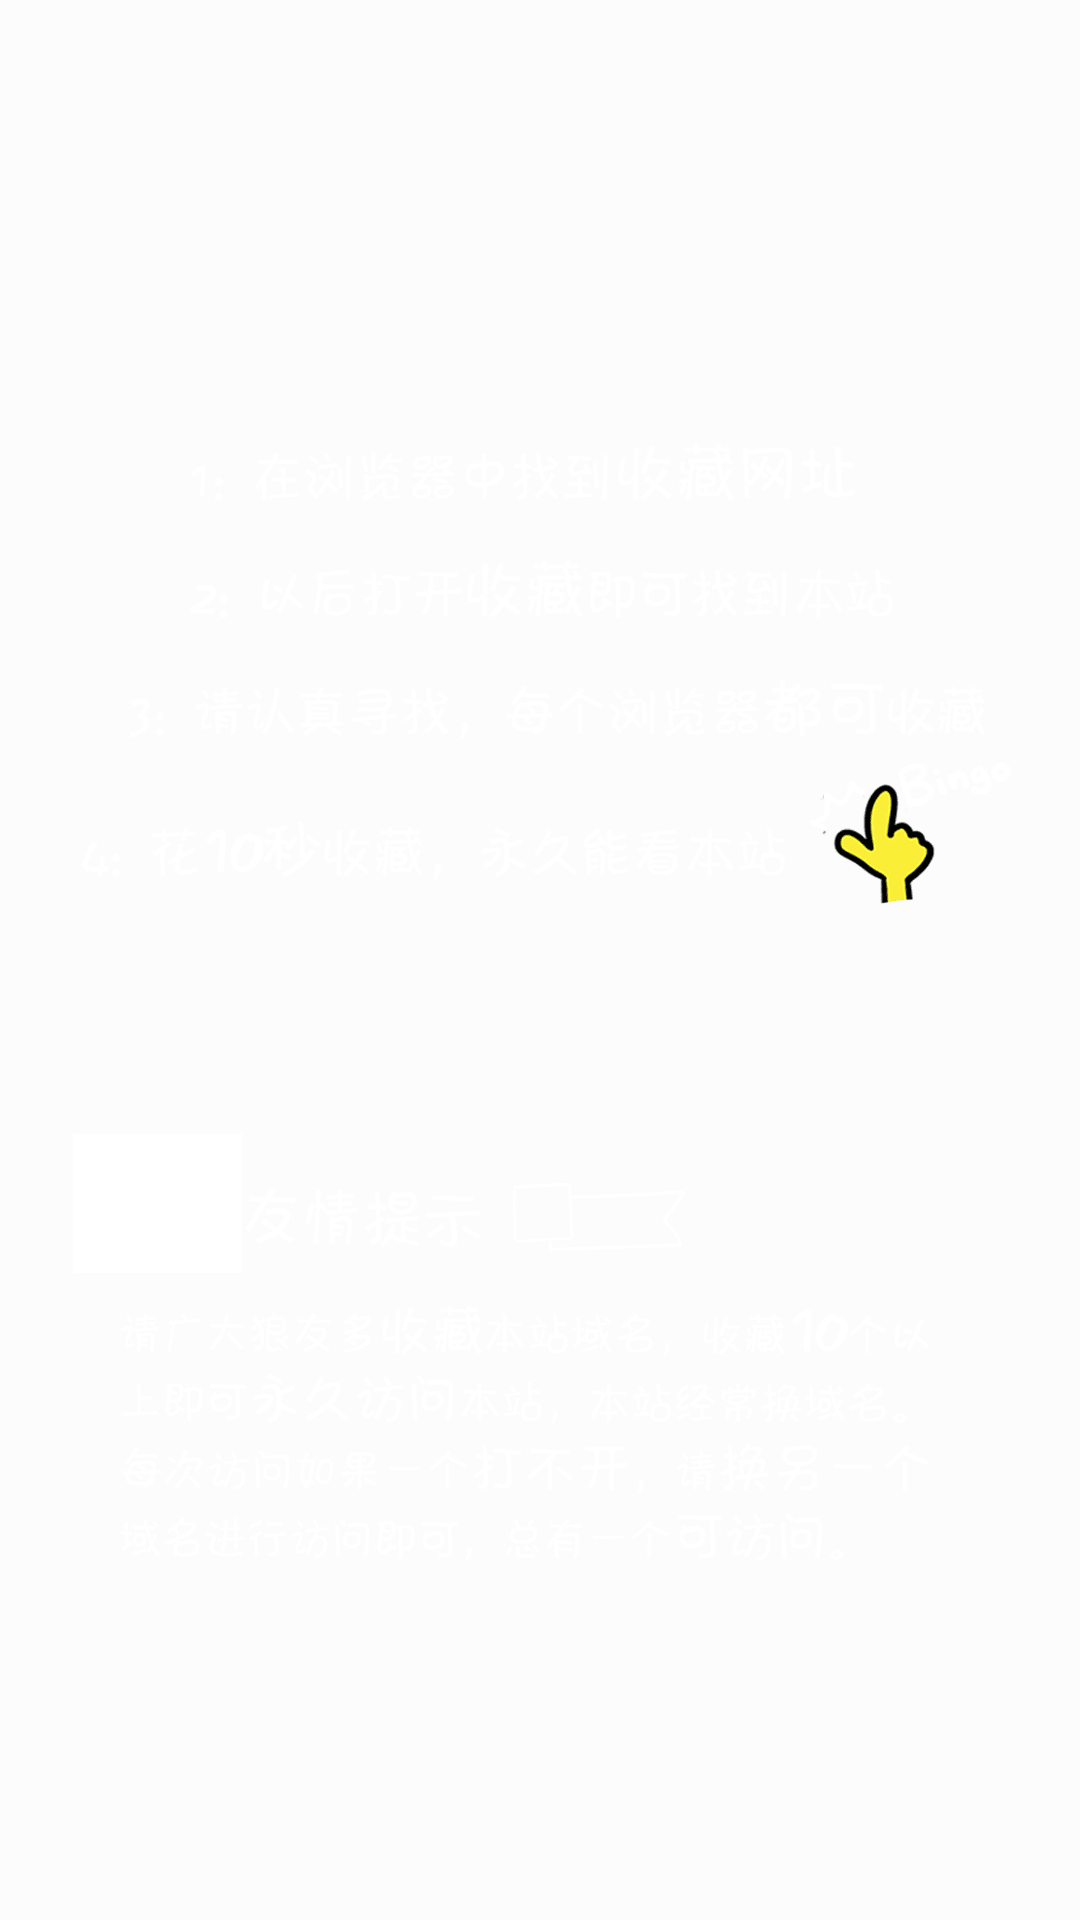 1: 在浏览器中找到收藏网址
2: 以后打开收藏即可找到本站
3: 请认真寻找，每个浏览器都可收藏
Bingo
4: 花10秒收藏，永久能看本站
友情提示
请广大狼友多收藏本站域名，收藏10个以
上即可永久访问本站，本站经常换域名。
每次访问如果一个打不开，请换另一个
域名进行访问即可，总有一个可访问。